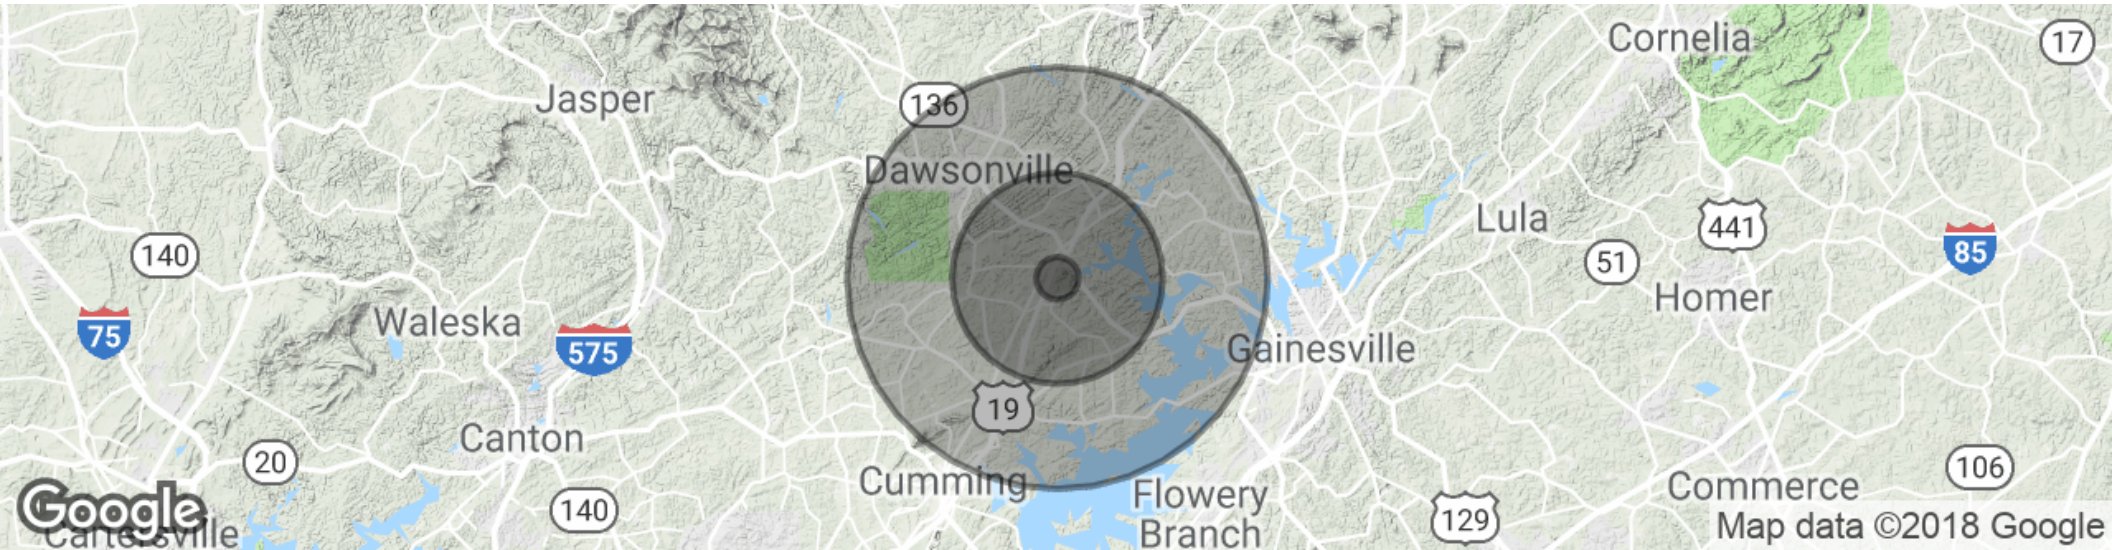 Cornelia
17
Jasper
136
Dawsonville
Lula
441
140
51
85
Homer
75
Waleska
575
Gainesville
19
Canton
20
Cumming
106
Commerce
Flowery
Branch
140
129
Google
Cartersville
Map data ©2018 Google